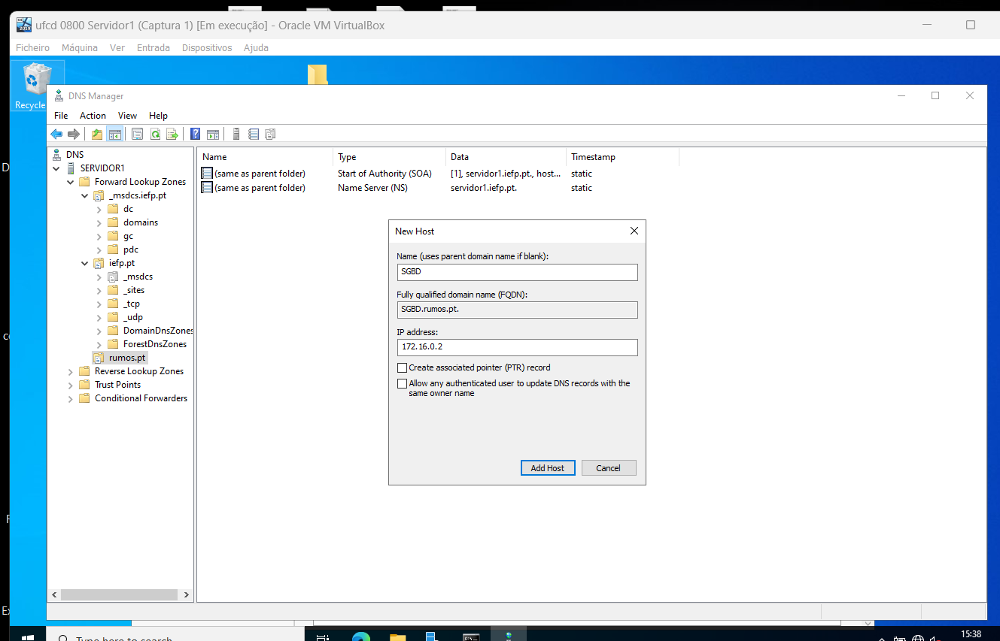 ufcd 0800 Servidor1 (Captura 1) [Em execução] - Oracle VM VirtualBox
Ficheiro Máquina Ver Entrada Dispositivos Ajuda
Recycle
DNS Manager
File Action View Help
DNS
SERVIDOR1
Forward Lookup Zones
_msdcs.iefp.pt
dc
domains
gc
pdc
iefp.pt
_msdcs
_sites
_tcp
_udp
DomainDnsZones
ForestDnsZones
rumos.pt
Reverse Lookup Zones
Trust Points
Conditional Forwarders
Name Type Data Timestamp
(same as parent folder) Start of Authority (SOA) [1], servidor1.iefp.pt., host... static
(same as parent folder) Name Server (NS) servidor1.iefp.pt. static
New Host
Name (uses parent domain name if blank):
SGBD
Fully qualified domain name (FQDN):
SGBD.rumos.pt.
IP address:
172.16.0.2
Create associated pointer (PTR) record
Allow any authenticated user to update DNS records with the
same owner name
Add Host Cancel
Type here to search
15:38